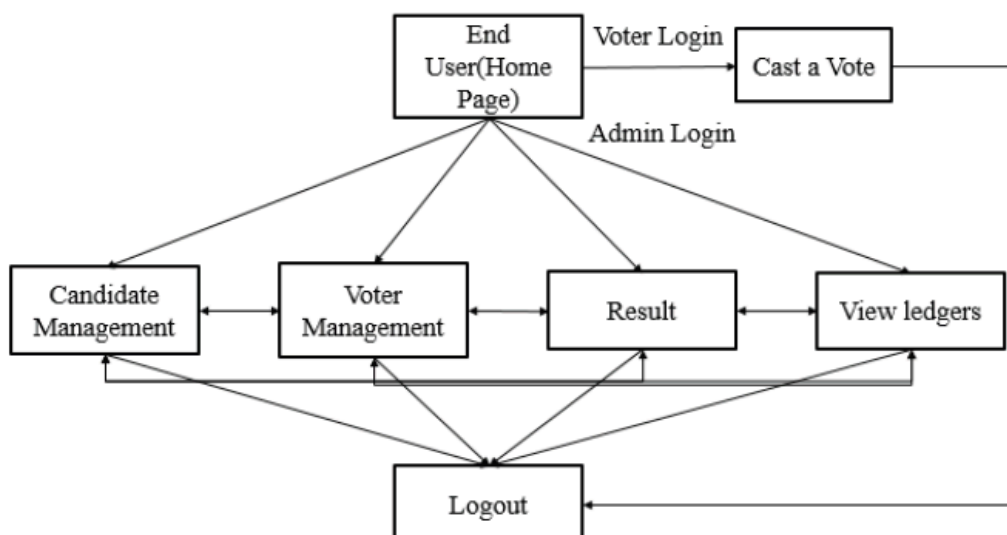 End
User(Home
Page)
Voter Login
Cast a Vote
Admin Login
Candidate
Management
Voter
Management
Result
View ledgers
Logout